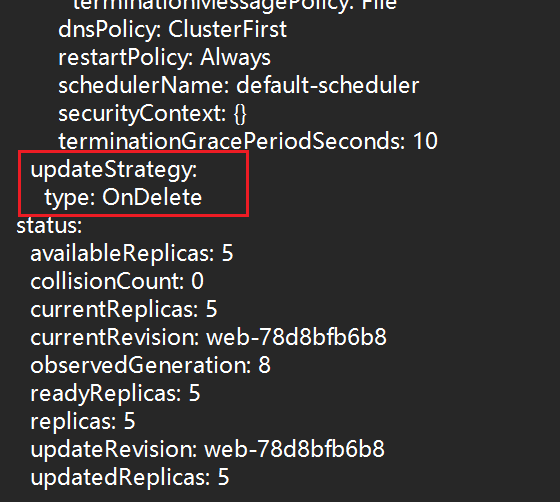 terminationMessagePolicy: File
dnsPolicy: ClusterFirst
restartPolicy: Always
schedulerName: default-scheduler
securityContext: {}
terminationGracePeriodSeconds: 10
updateStrategy:
type: OnDelete
status:
availableReplicas: 5
collisionCount: 0
currentReplicas: 5
currentRevision: web-78d8bfb6b8
observedGeneration: 8
readyReplicas: 5
replicas: 5
updateRevision: web-78d8bfb6b8
updatedReplicas: 5